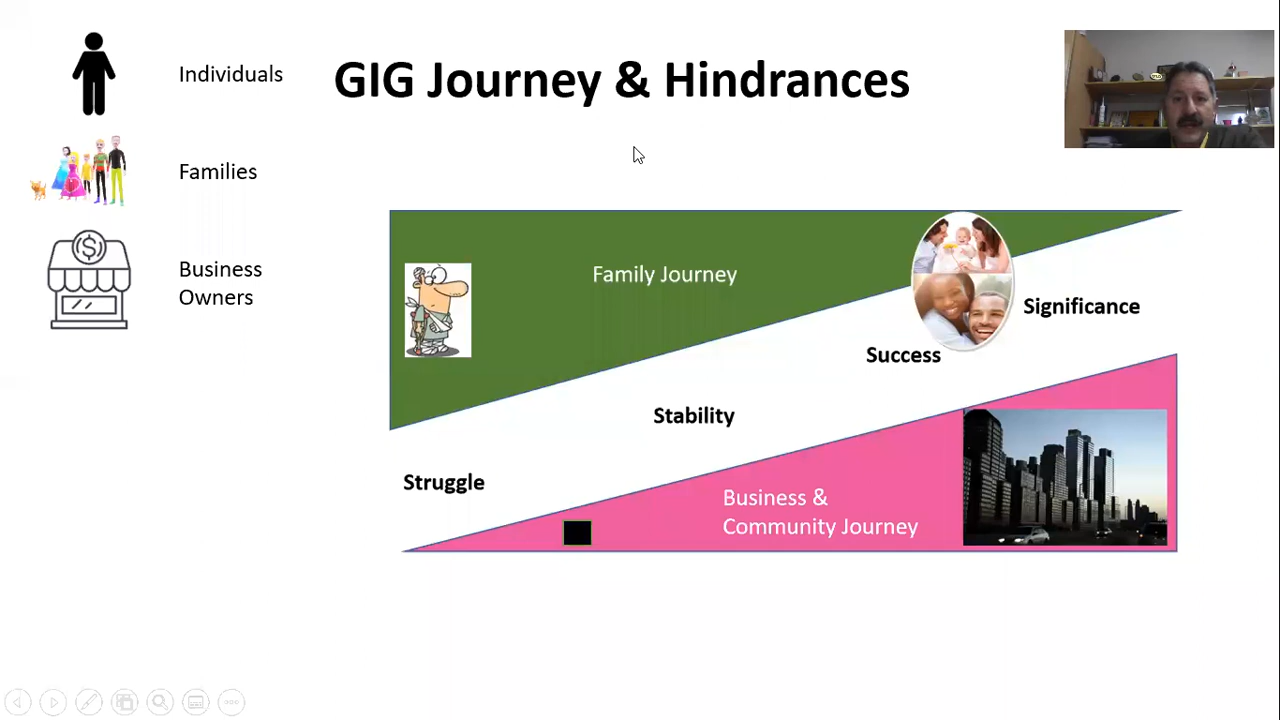 GIG Journey & Hindrances
Individuals
Families
Business
Owners
Family Journey
Significance
Success
Stability
Struggle
Business &
Community Journey